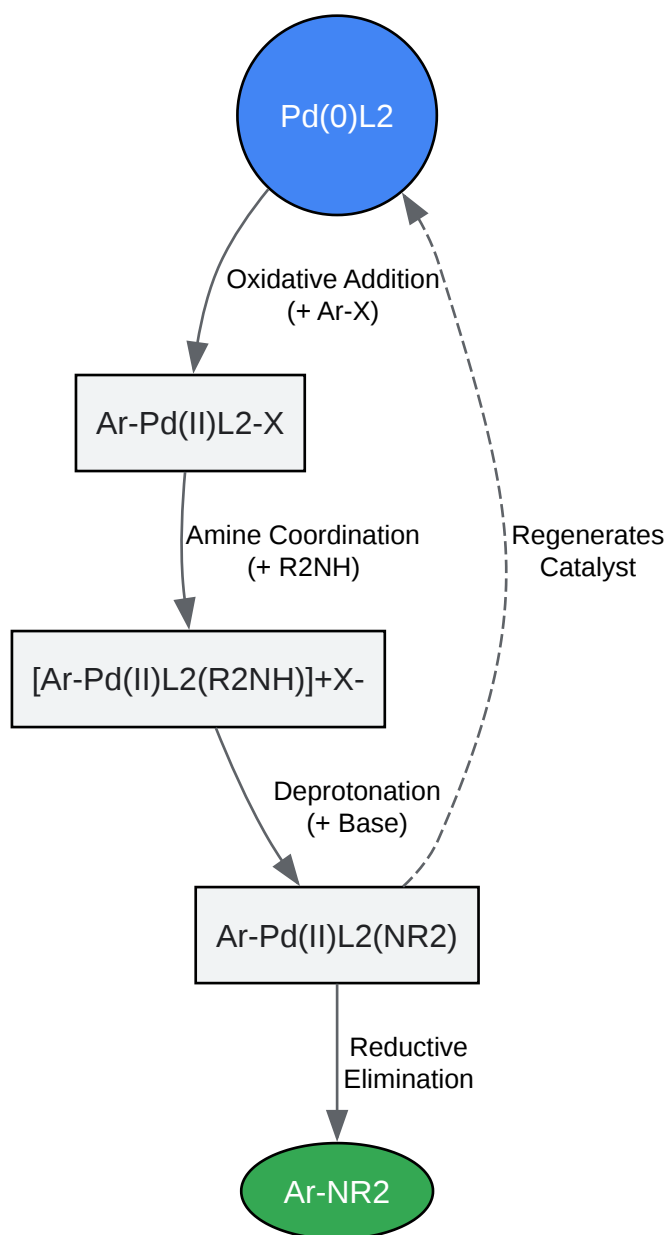 Pd(0)L2
Oxidative Addition
(+ Ar-X)
Ar-Pd(II)L2-X
Amine Coordination
(+ R2NH)
Regenerates
Catalyst
[Ar-Pd(II)L2(R2NH)]+X-
Deprotonation
(+ Base)
Ar-Pd(II)L2(NR2)
Reductive
Elimination
Ar-NR2